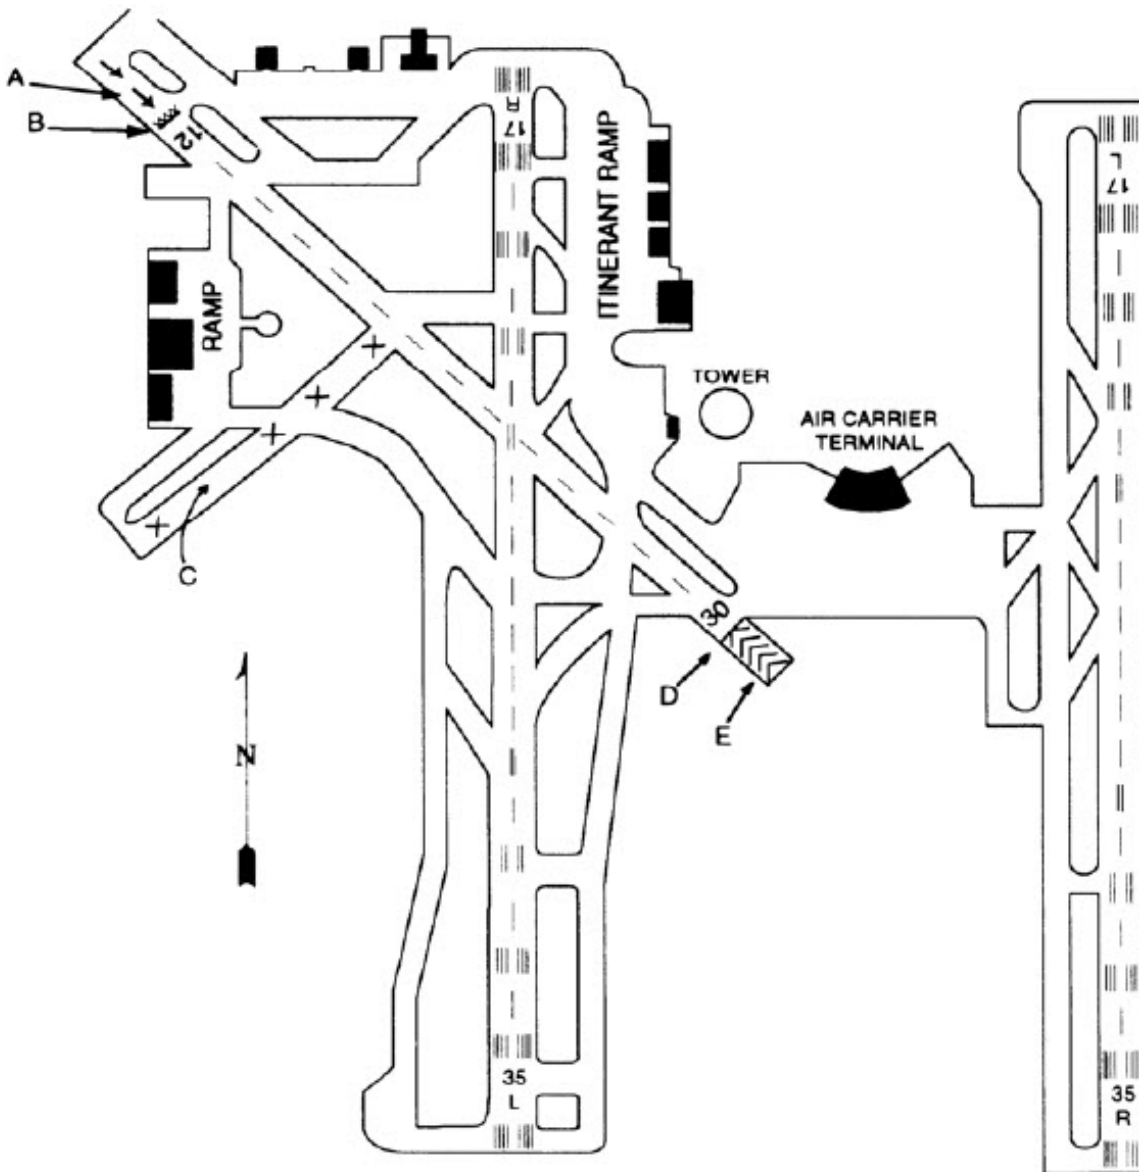 A
B
12
R
17
ITINERANT RAMP
L
17
RAMP
TOWER
AIR CARRIER
TERMINAL
C
30
D
E
N
35
L
35
R